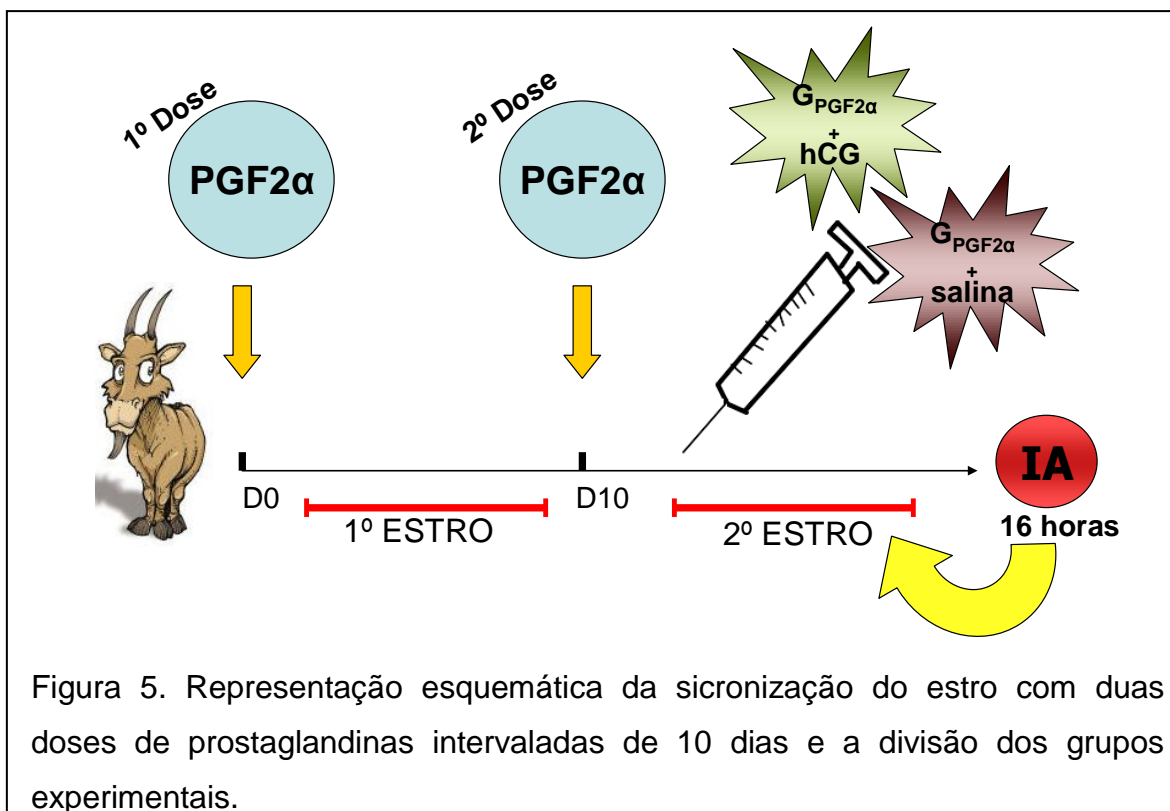 1º Dose
PGF2α
2º Dose
PGF2α
GPGF2α
+
hCG
GPGF2α
+
salina
D0
1º ESTRO
D10
2º ESTRO
IA
16 horas
Figura 5. Representação esquemática da sicronização do estro com duas
doses de prostaglandinas intervaladas de 10 dias e a divisão dos grupos
experimentais.